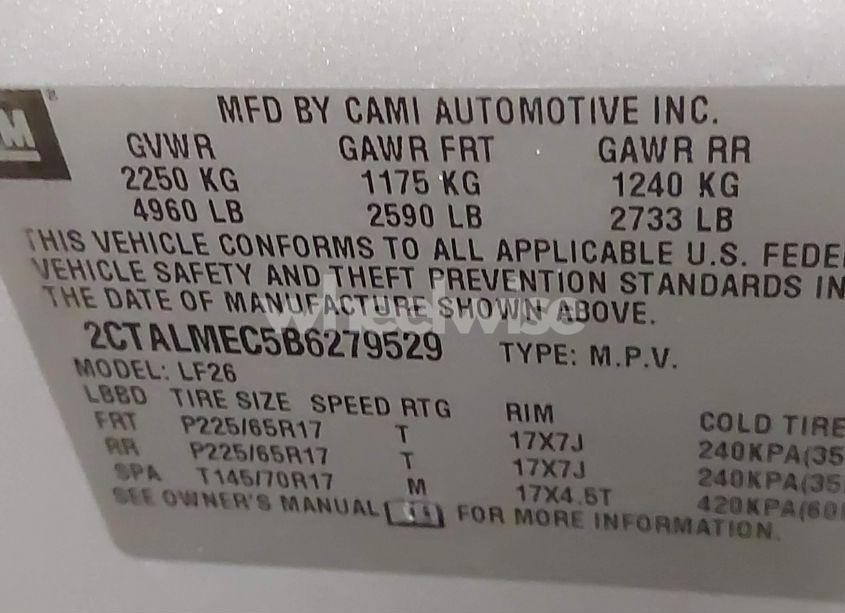 M ®
MFD BY CAMI AUTOMOTIVE INC.
GVWR GAWR FRT GAWR RR
2250 KG 1175 KG 1240 KG
4960 LB 2590 LB 2733 LB
THIS VEHICLE CONFORMS TO ALL APPLICABLE U.S. FEDE
VEHICLE SAFETY AND THEFT PREVENTION STANDARDS IN
THE DATE OF MANUFACTURE SHOWN ABOVE.
wheelwise
2CTALMEC5B6279529 TYPE: M.P.V.
MODEL: LF26
LBBD TIRE SIZE SPEED RTG RIM COLD TIRE
FRT P225/65R17 T 17X7J 240KPA(35
RR P225/65R17 T 17X7J 240KPA(35
SPA T145/70R17 M 17X4.5T 420KPA(60
SEE OWNER'S MANUAL FOR MORE INFORMATION.